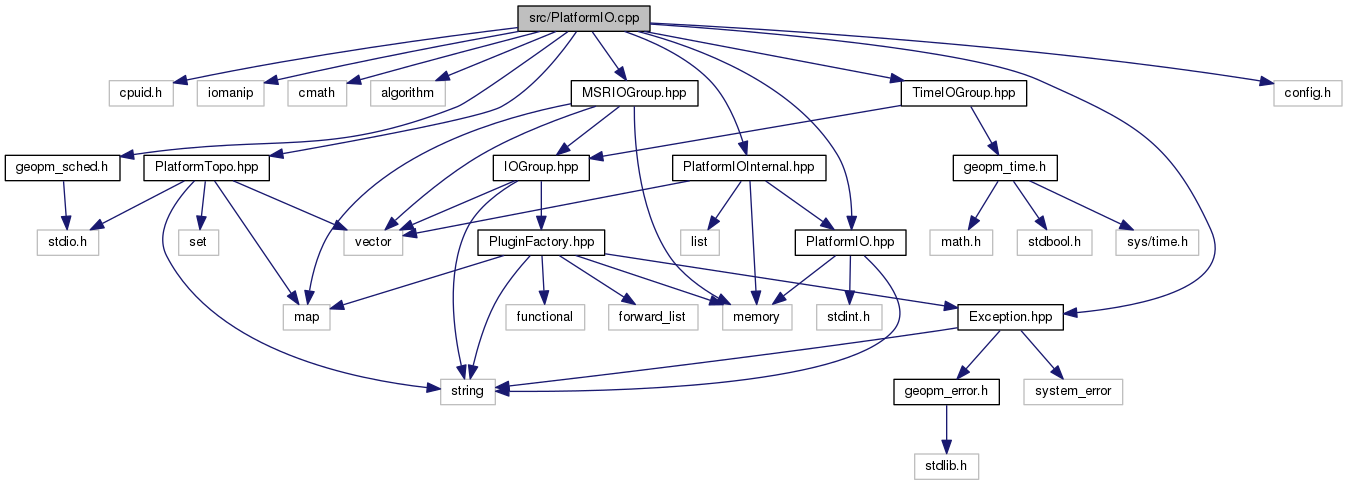 src/PlatformIO.cpp
cpuid.h
iomanip
cmath
algorithm
MSRIOGroup.hpp
TimeIOGroup.hpp
config.h
geopm_sched.h
PlatformTopo.hpp
IOGroup.hpp
PlatformIOInternal.hpp
geopm_time.h
stdio.h
set
vector
PluginFactory.hpp
list
PlatformIO.hpp
math.h
stdbool.h
sys/time.h
map
functional
forward_list
memory
stdint.h
Exception.hpp
string
geopm_error.h
system_error
stdlib.h